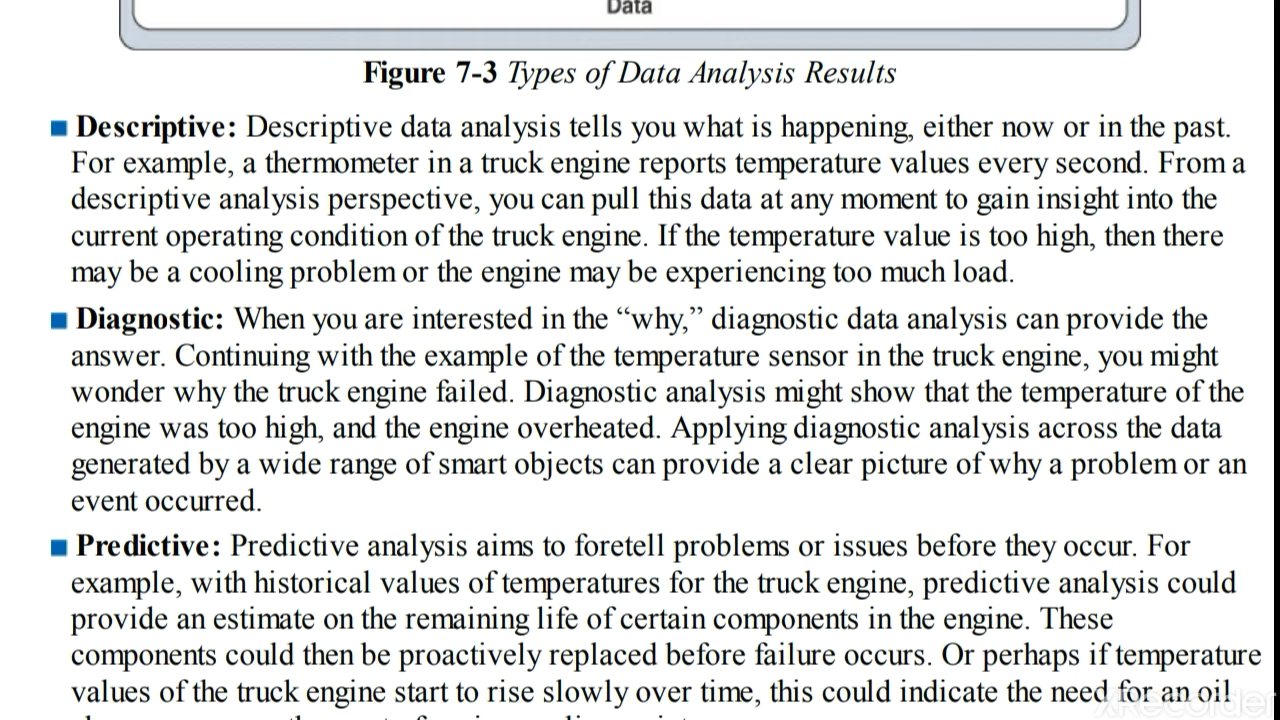 Data
Figure 7-3 Types of Data Analysis Results
■ Descriptive: Descriptive data analysis tells you what is happening, either now or in the past.
For example, a thermometer in a truck engine reports temperature values every second. From a
descriptive analysis perspective, you can pull this data at any moment to gain insight into the
current operating condition of the truck engine. If the temperature value is too high, then there
may be a cooling problem or the engine may be experiencing too much load.
■ Diagnostic: When you are interested in the “why,” diagnostic data analysis can provide the
answer. Continuing with the example of the temperature sensor in the truck engine, you might
wonder why the truck engine failed. Diagnostic analysis might show that the temperature of the
engine was too high, and the engine overheated. Applying diagnostic analysis across the data
generated by a wide range of smart objects can provide a clear picture of why a problem or an
event occurred.
■ Predictive: Predictive analysis aims to foretell problems or issues before they occur. For
example, with historical values of temperatures for the truck engine, predictive analysis could
provide an estimate on the remaining life of certain components in the engine. These
components could then be proactively replaced before failure occurs. Or perhaps if temperature
values of the truck engine start to rise slowly over time, this could indicate the need for an oil
XRecorder